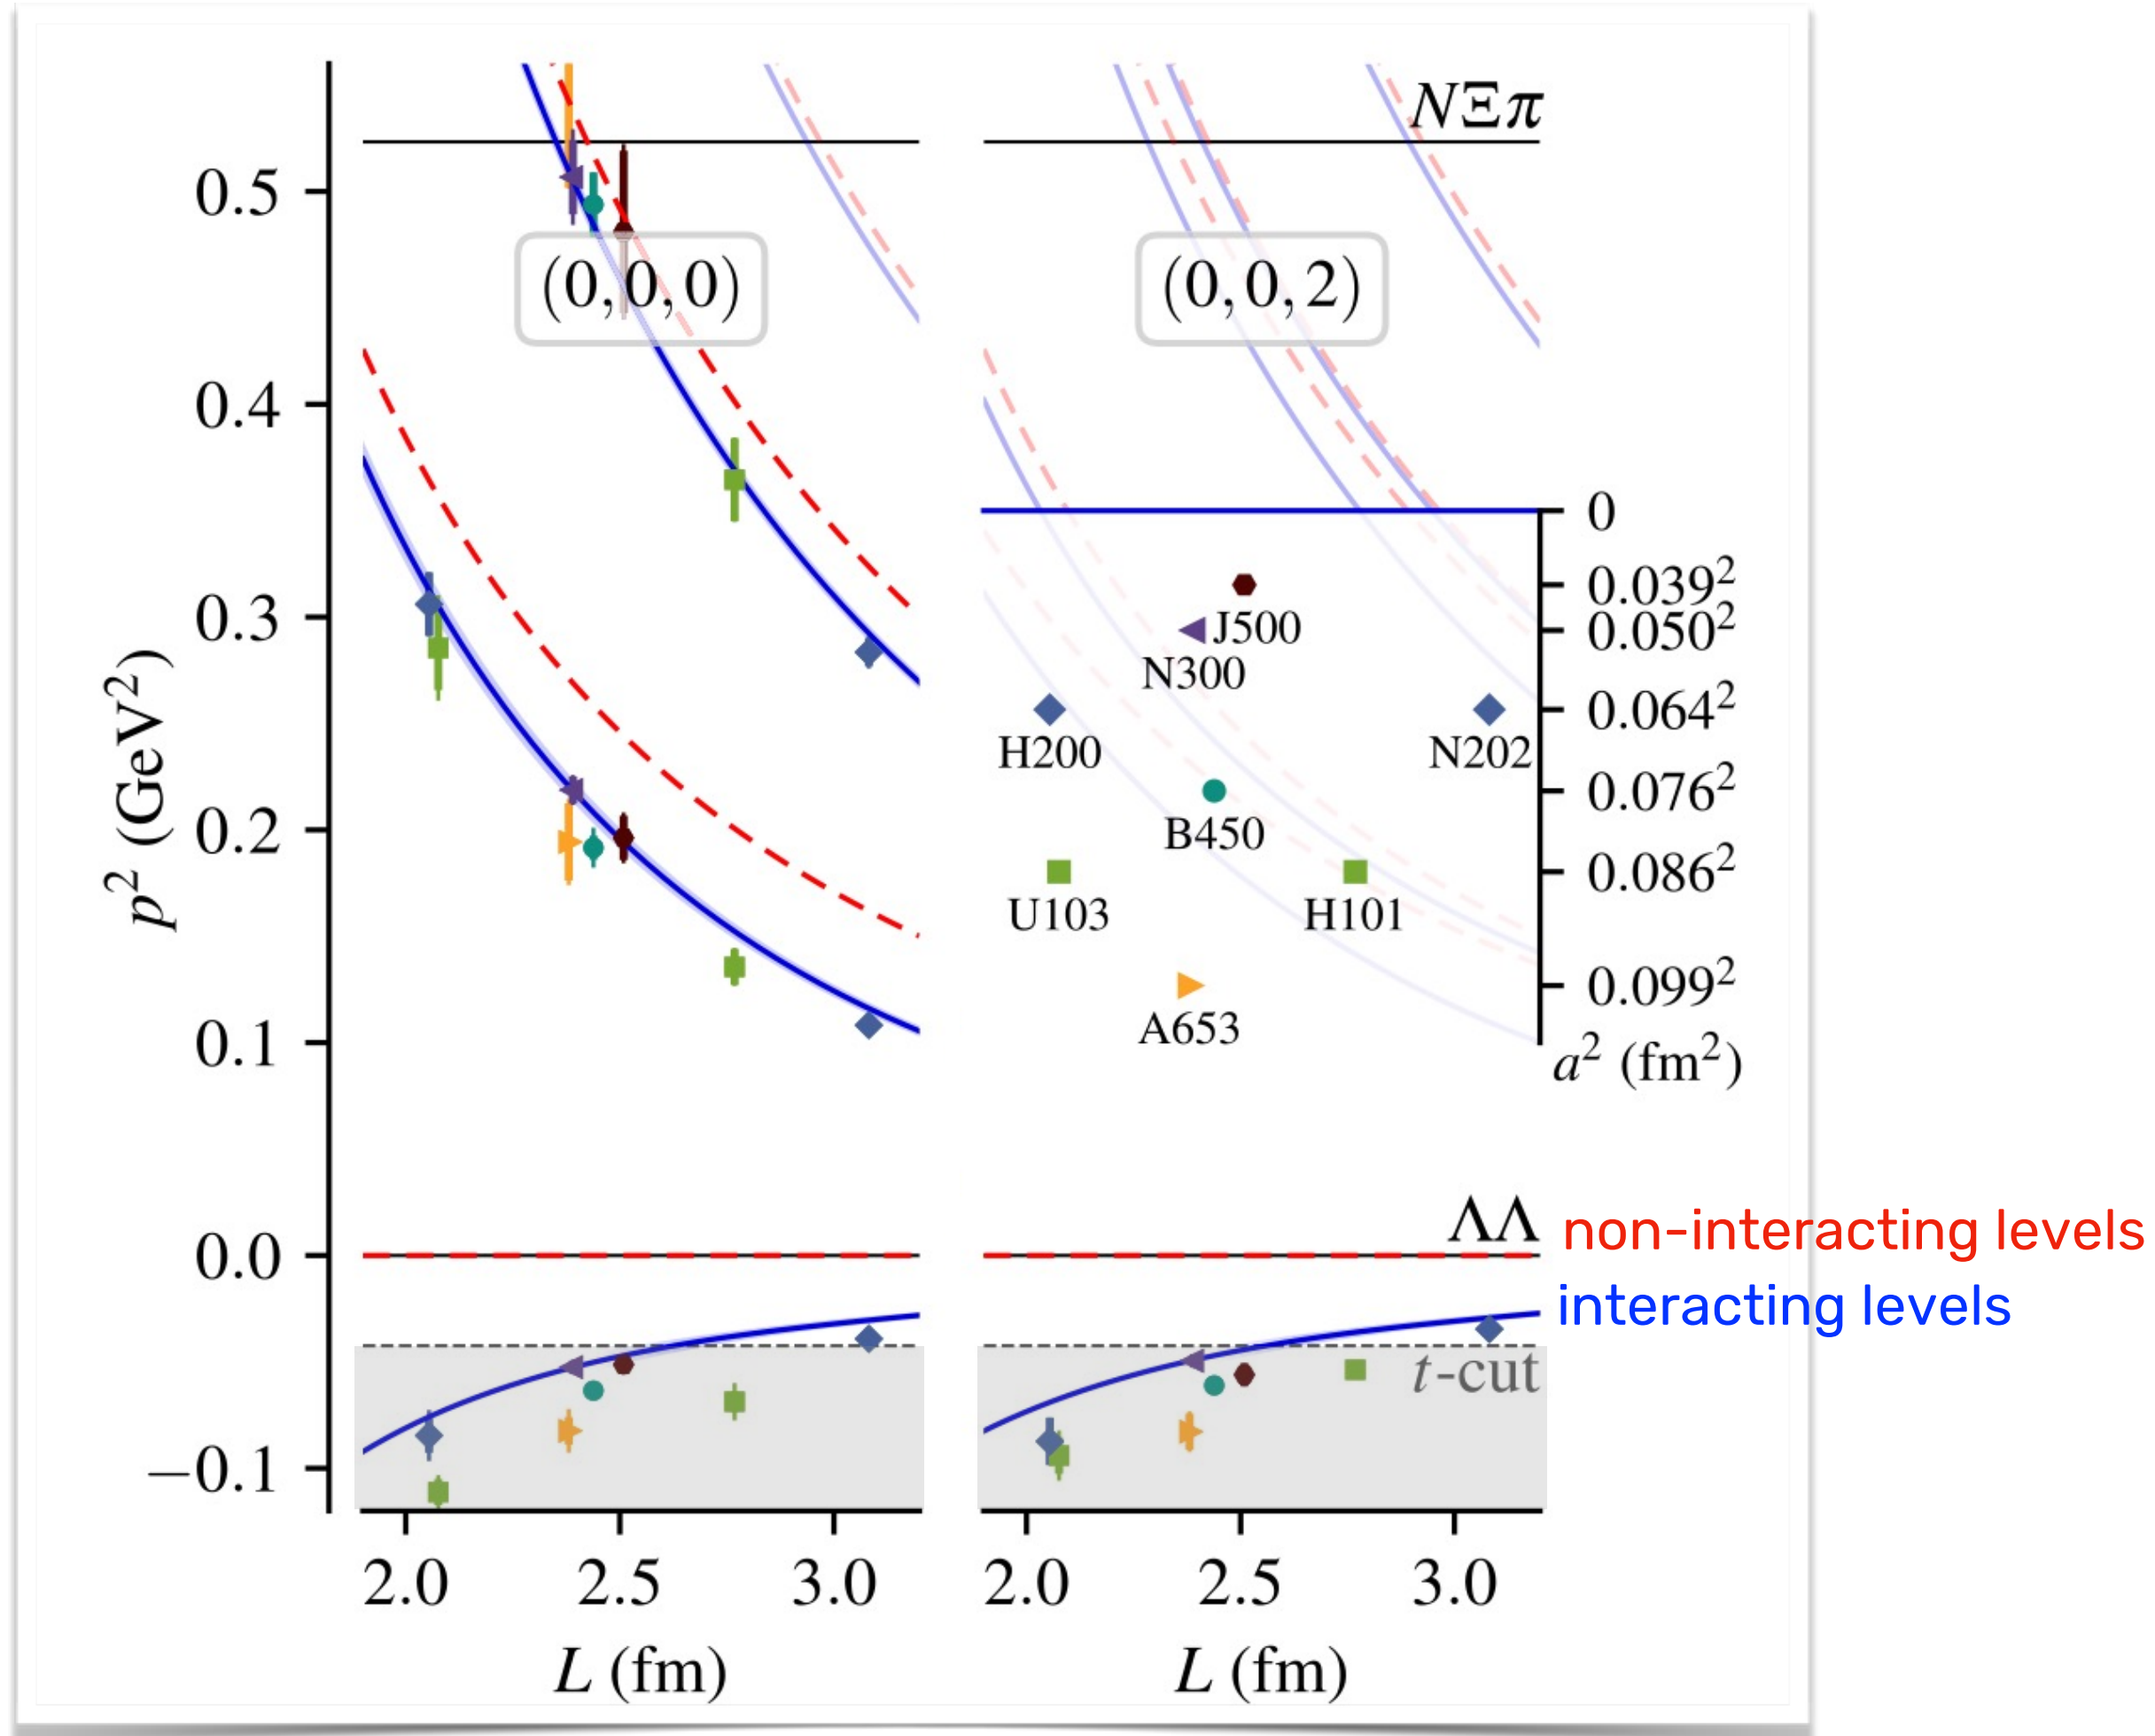 NΞπ
0.5
(0,0,0)
(0,0,2)
0.4
0
0.039²
0.3
J500
0.050²
N300
0.064²
H200
N202
0.076²
0.2
B450
0.086²
U103
H101
0.099²
A653
0.1
a² (fm²)
p² (GeV²)
ΛΛ
non-interacting levels
0.0
interacting levels
t-cut
−0.1
2.0 2.5 3.0
2.0 2.5 3.0
L (fm)
L (fm)